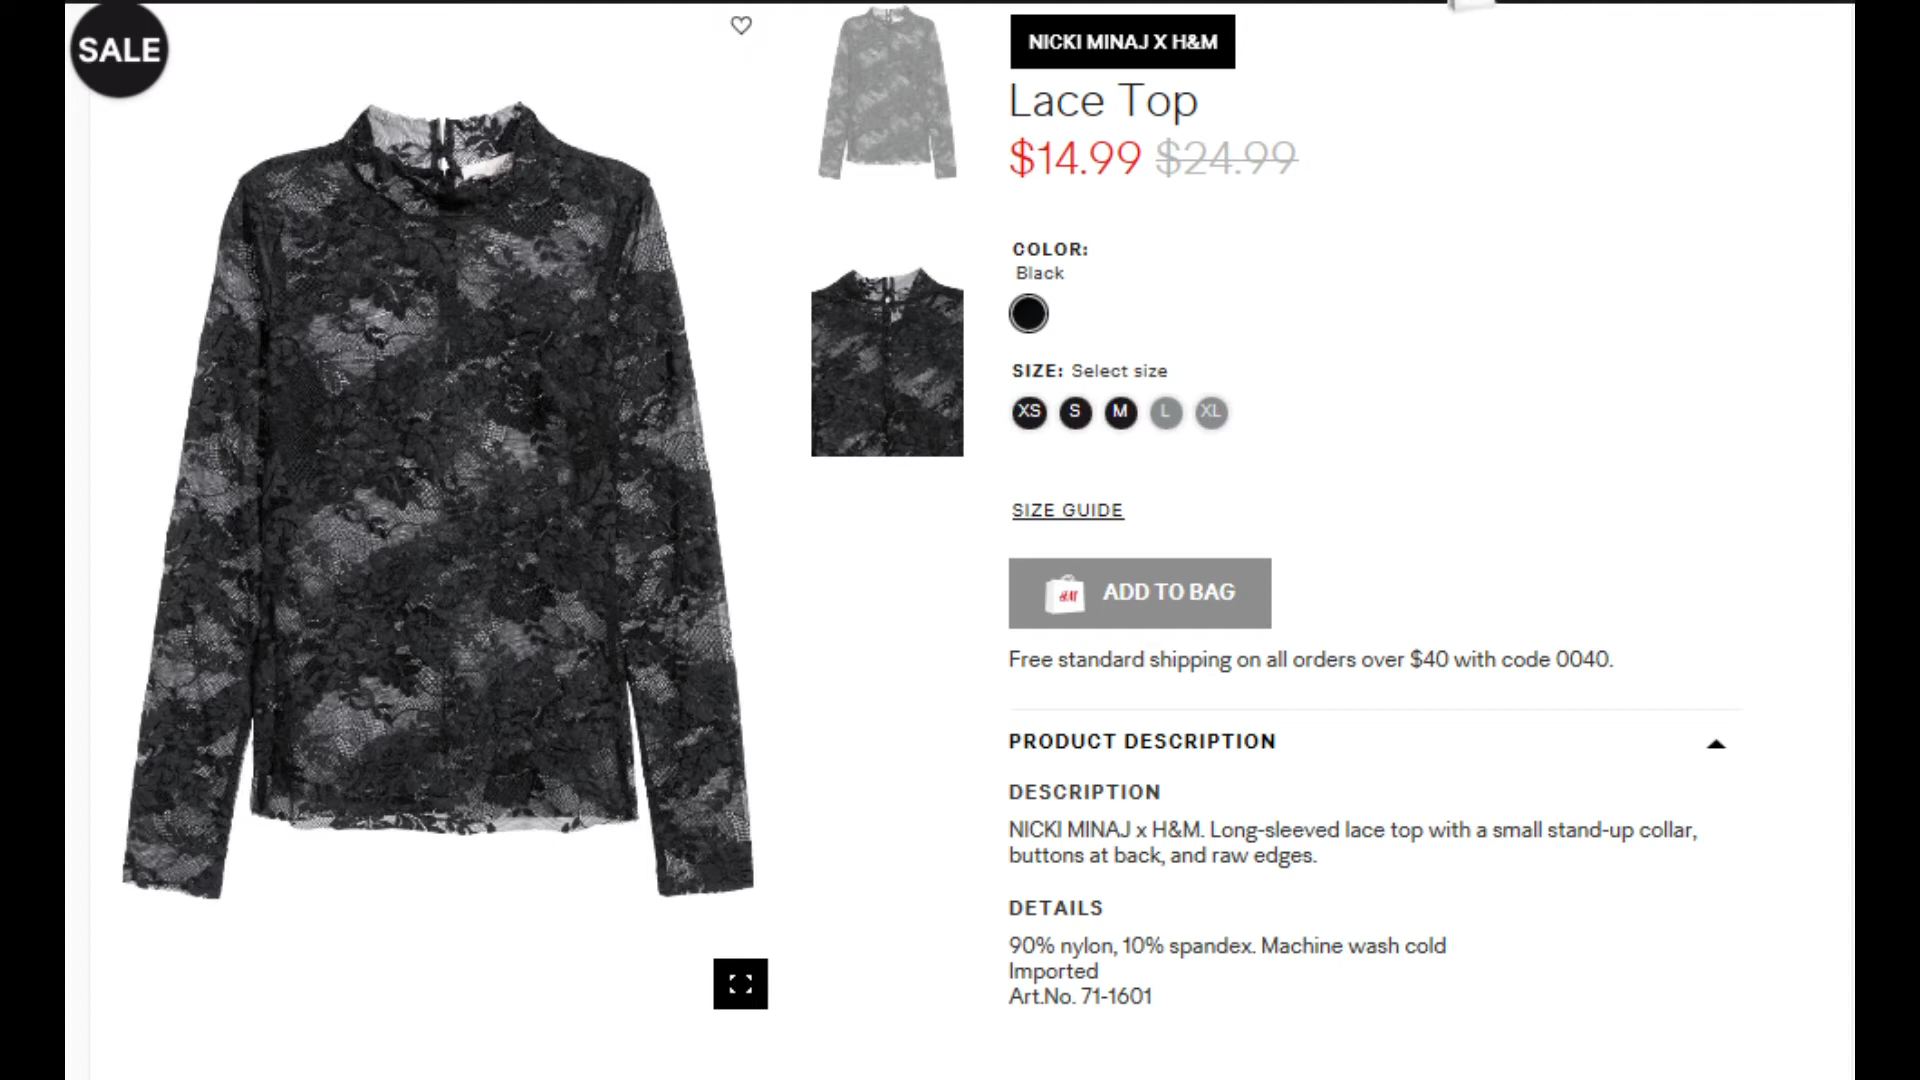 SALE
NICKI MINAJ X H&M
Lace Top
$14.99 $24.99
COLOR:
Black
SIZE: Select size
XS S M L XL
SIZE GUIDE
H&M ADD TO BAG
Free standard shipping on all orders over $40 with code 0040.
PRODUCT DESCRIPTION
DESCRIPTION
NICKI MINAJ x H&M. Long-sleeved lace top with a small stand-up collar,
buttons at back, and raw edges.
DETAILS
90% nylon, 10% spandex. Machine wash cold
Imported
Art.No. 71-1601